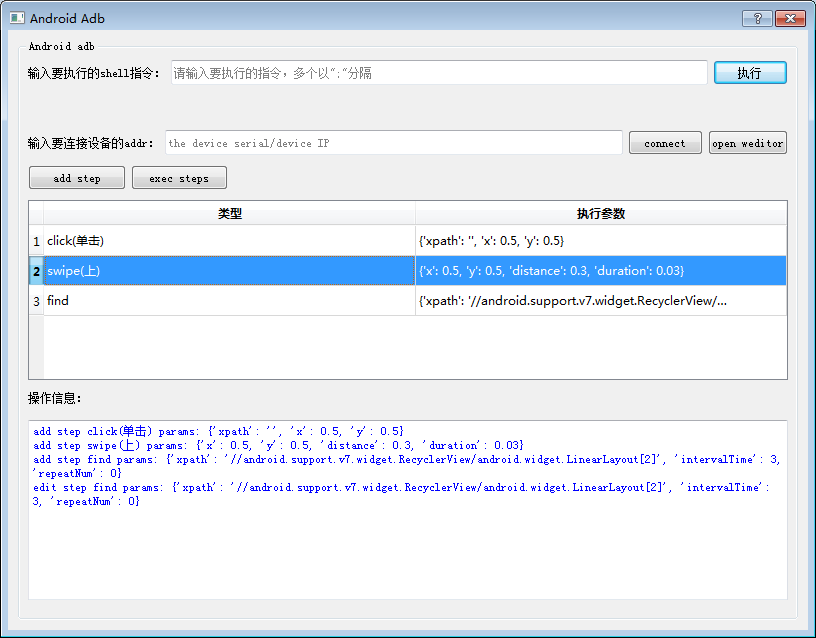 Android Adb
Android adb
输入要执行的shell指令:
请输入要执行的指令，多个以";"分隔
执行
输入要连接设备的addr:
the device serial/device IP
connect
open weditor
add step
exec steps
类型 执行参数
1 click(单击) {'xpath': '', 'x': 0.5, 'y': 0.5}
2 swipe(上) {'x': 0.5, 'y': 0.5, 'distance': 0.3, 'duration': 0.03}
3 find {'xpath': '//android.support.v7.widget.RecyclerView/...
操作信息:
add step click(单击) params: {'xpath': '', 'x': 0.5, 'y': 0.5}
add step swipe(上) params: {'x': 0.5, 'y': 0.5, 'distance': 0.3, 'duration': 0.03}
add step find params: {'xpath': '//android.support.v7.widget.RecyclerView/android.widget.LinearLayout[2]', 'intervalTime': 3,
'repeatNum': 0}
edit step find params: {'xpath': '//android.support.v7.widget.RecyclerView/android.widget.LinearLayout[2]', 'intervalTime':
3, 'repeatNum': 0}